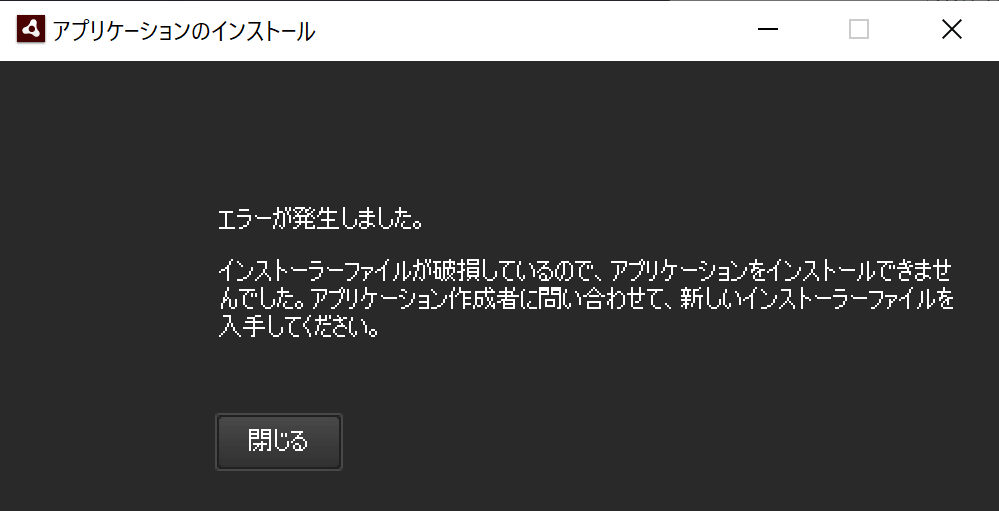 アプリケーションのインストール
エラーが発生しました。
インストーラーファイルが破損しているので、アプリケーションをインストールできませ
んでした。アプリケーション作成者に問い合わせて、新しいインストーラーファイルを
入手してください。
閉じる